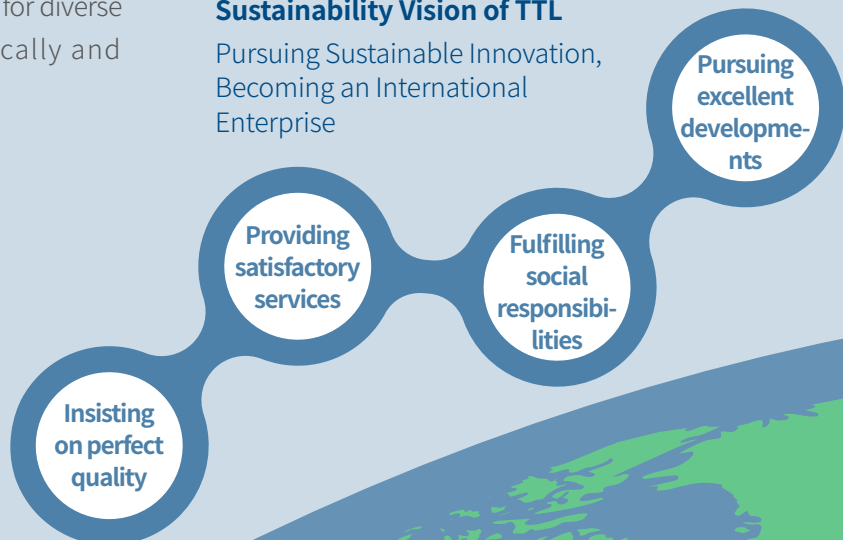 for diverse
cally and
Sustainability Vision of TTL
Pursuing Sustainable Innovation,
Becoming an International
Enterprise
Pursuing
excellent
developme-
nts
Providing
satisfactory
services
Fulfilling
social
responsibi-
lities
Insisting
on perfect
quality